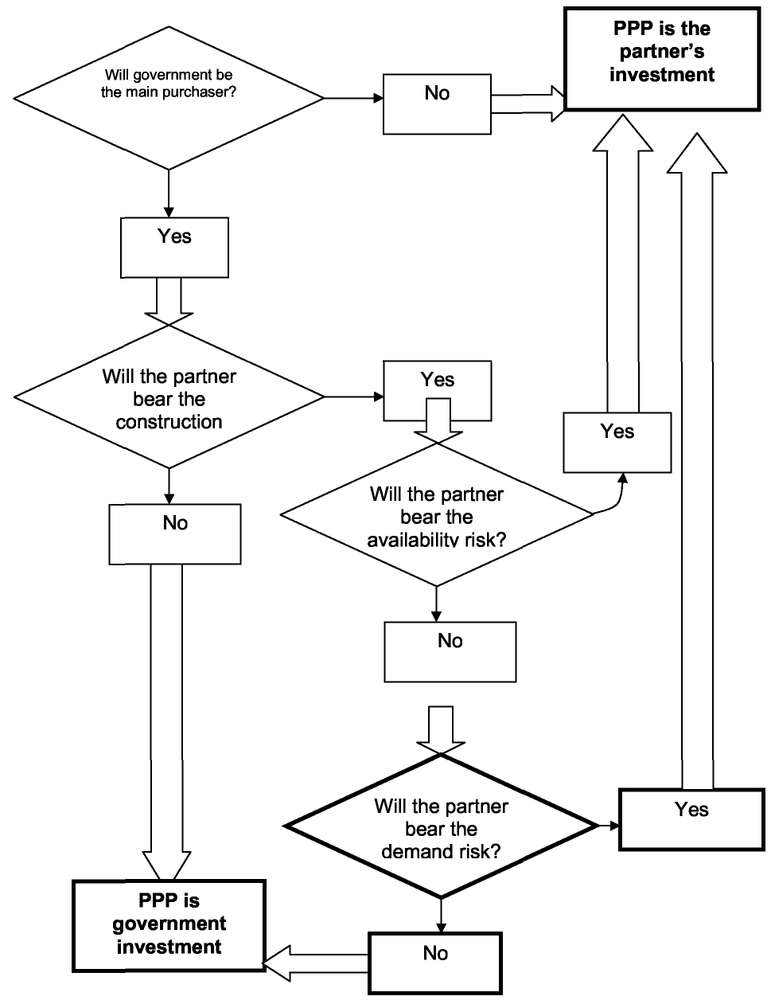 PPP is the
partner's
investment
Will government be
the main purchaser?
No
Yes
Will the partner
bear the
construction
Yes
Yes
Will the partner
bear the
availability risk?
No
No
Will the partner
bear the
demand risk?
Yes
PPP is
government
investment
No